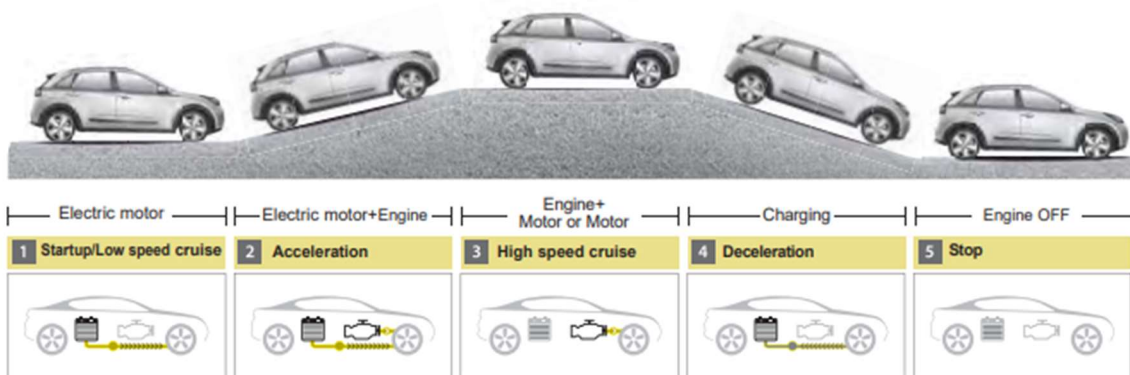 Electric motor
Electric motor+Engine
Engine+
Motor or Motor
Charging
Engine OFF
1 Startup/Low speed cruise
2 Acceleration
3 High speed cruise
4 Deceleration
5 Stop